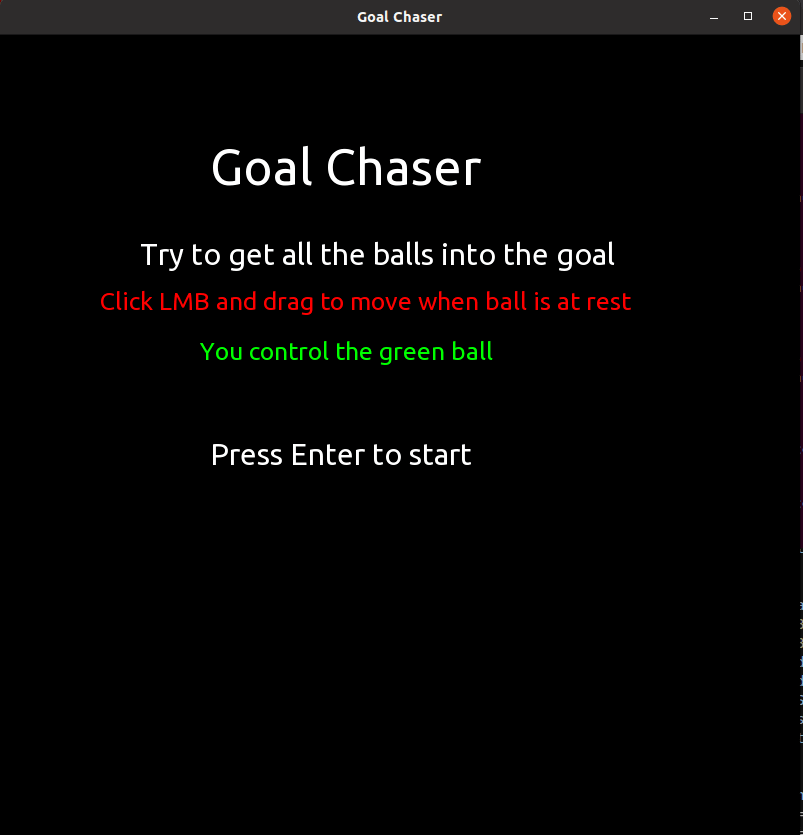 Goal Chaser
Goal Chaser
Try to get all the balls into the goal
Click LMB and drag to move when ball is at rest
You control the green ball
Press Enter to start